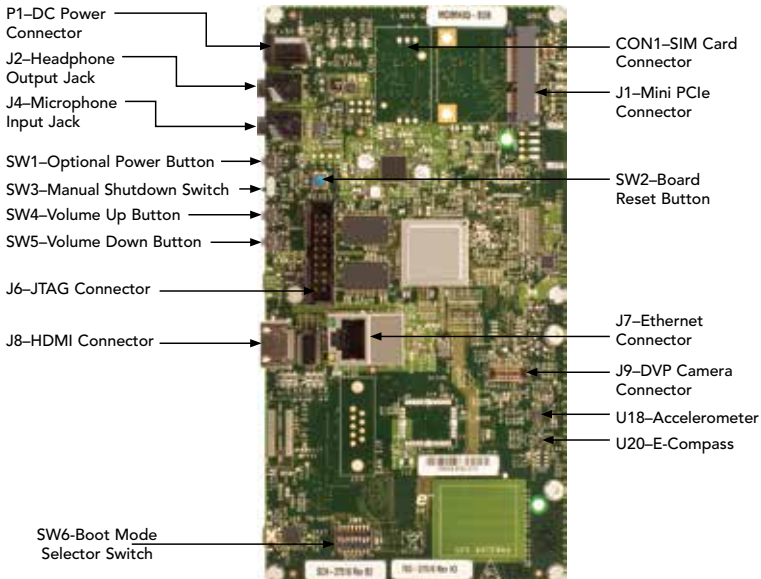 P1–DC Power
Connector
J2–Headphone
Output Jack
J4–Microphone
Input Jack
SW1–Optional Power Button
SW3–Manual Shutdown Switch
SW4–Volume Up Button
SW5–Volume Down Button
J6–JTAG Connector
J8–HDMI Connector
SW6-Boot Mode
Selector Switch
CON1–SIM Card
Connector
J1–Mini PCIe
Connector
SW2–Board
Reset Button
J7–Ethernet
Connector
J9–DVP Camera
Connector
U18–Accelerometer
U20–E-Compass
GPS ANTENNA